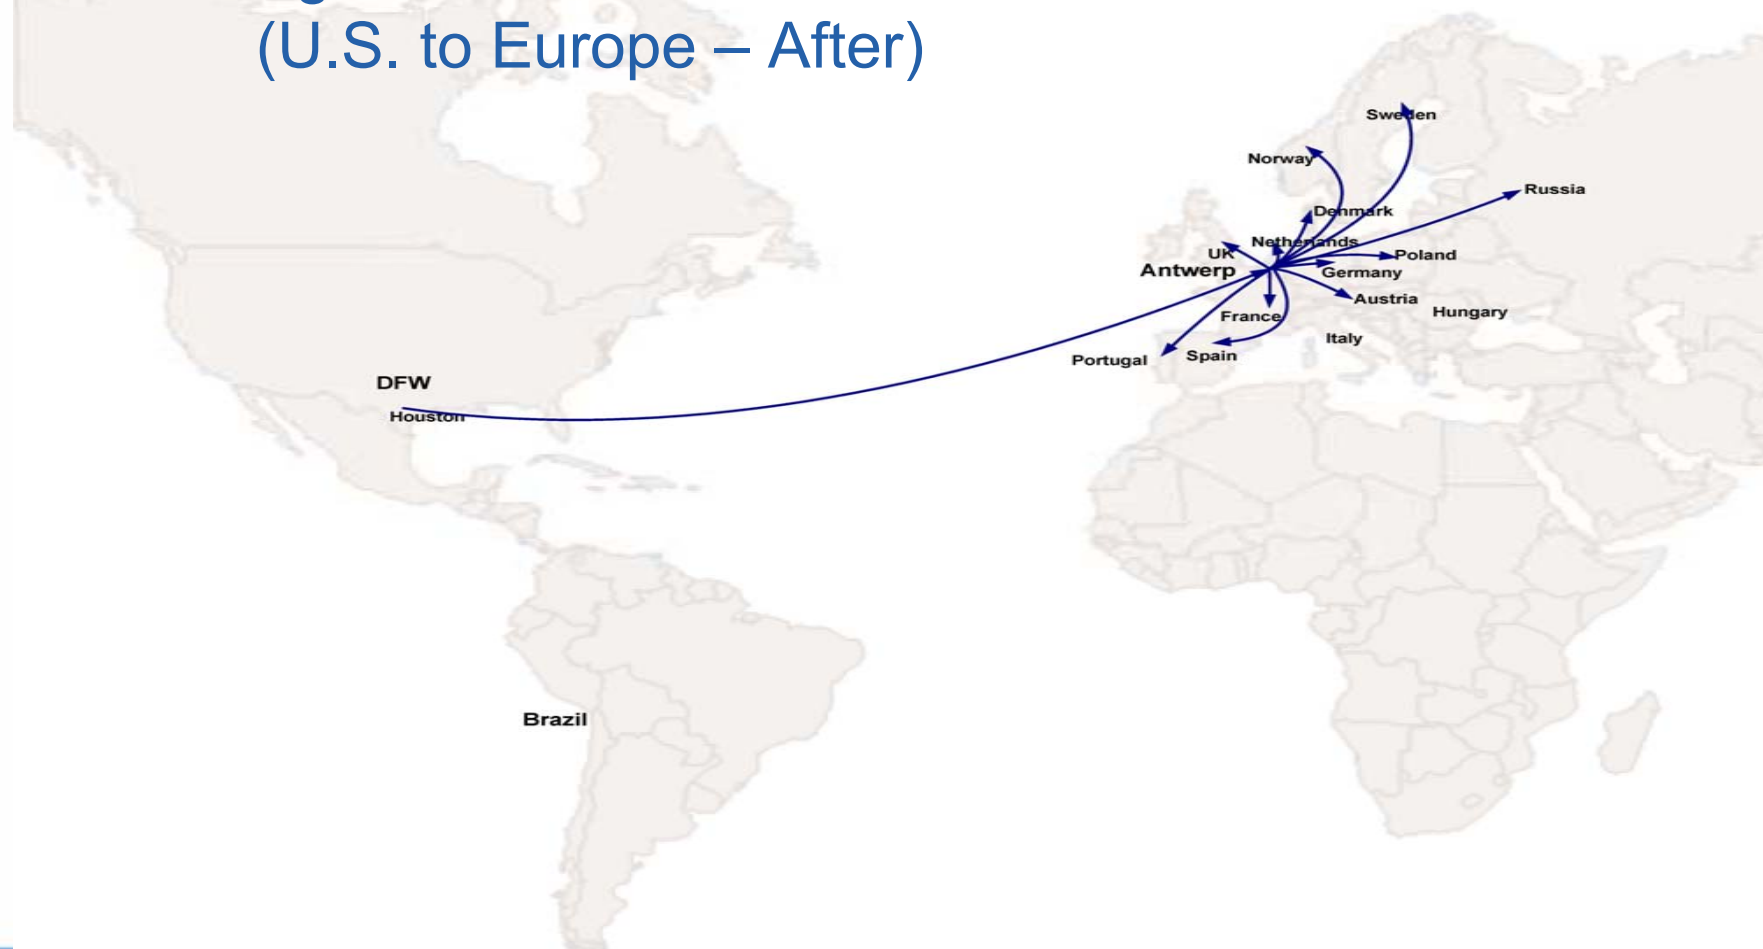 (U.S. to Europe – After)
Sweden
Norway
Russia
Denmark
Netherlands
UK
Poland
Antwerp
Germany
Austria
Hungary
France
Italy
Spain
Portugal
DFW
Houston
Brazil